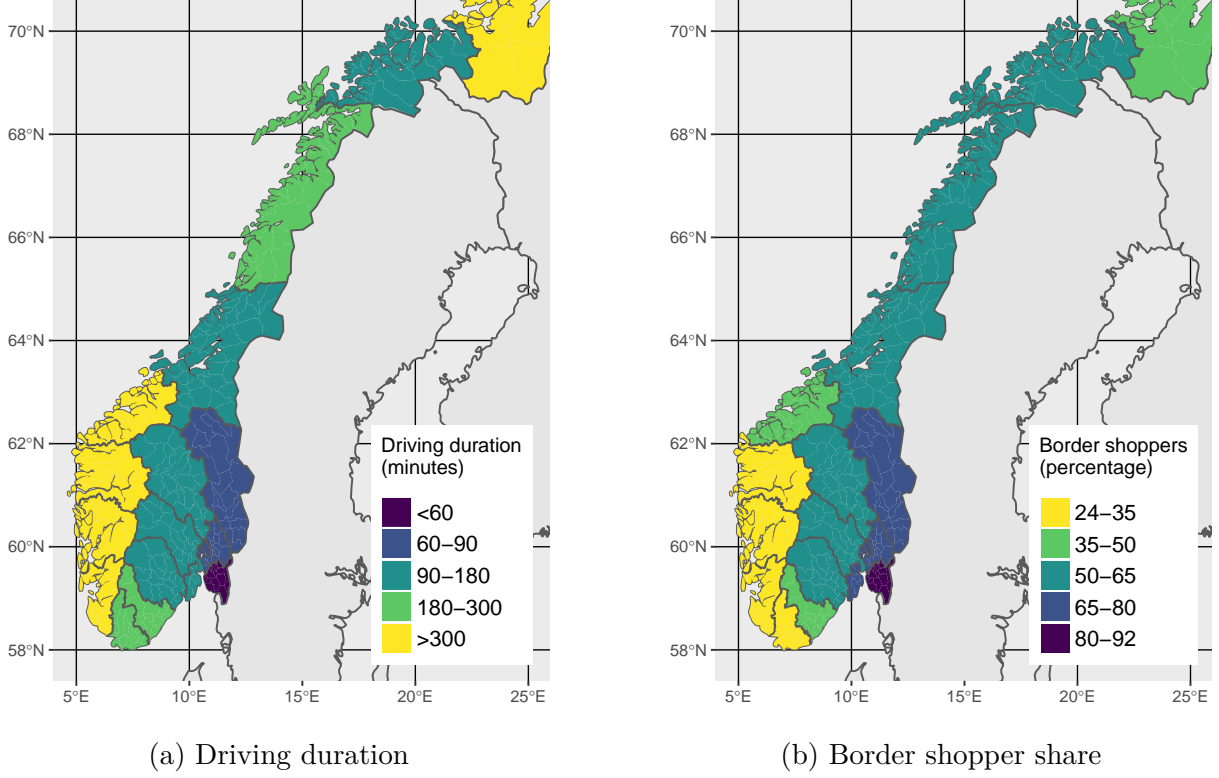 70°N
68°N
66°N
64°N
62°N
60°N
58°N
5°E
10°E
15°E
20°E
25°E
Driving duration
(minutes)
<60
60–90
90–180
180–300
>300
(a) Driving duration
70°N
68°N
66°N
64°N
62°N
60°N
58°N
5°E
10°E
15°E
20°E
25°E
Border shoppers
(percentage)
24–35
35–50
50–65
65–80
80–92
(b) Border shopper share